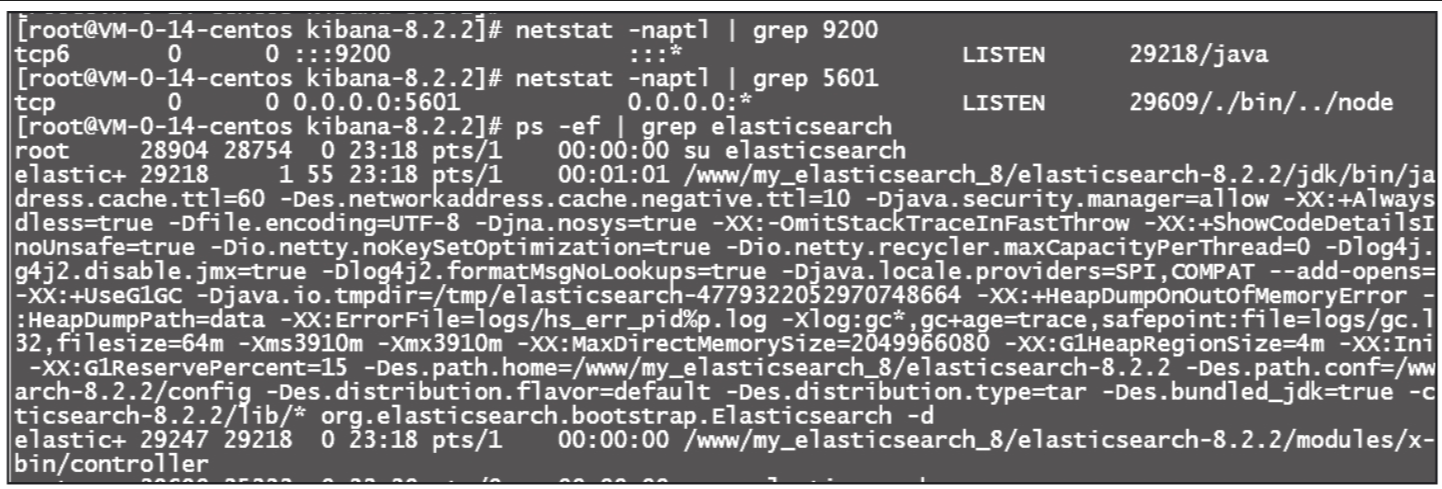 [root@VM-0-14-centos kibana-8.2.2]# netstat -naptl | grep 9200
tcp6       0      0 :::9200                 :::*                    LISTEN      29218/java
[root@VM-0-14-centos kibana-8.2.2]# netstat -naptl | grep 5601
tcp        0      0 0.0.0.0:5601            0.0.0.0:*               LISTEN      29609/./bin/../node
[root@VM-0-14-centos kibana-8.2.2]# ps -ef | grep elasticsearch
root     28904 28754  0 23:18 pts/1    00:00:00 su elasticsearch
elastic+ 29218     1 55 23:18 pts/1    00:01:01 /www/my_elasticsearch_8/elasticsearch-8.2.2/jdk/bin/ja
dress.cache.ttl=60 -Des.networkaddress.cache.negative.ttl=10 -Djava.security.manager=allow -XX:+Always
dless=true -Dfile.encoding=UTF-8 -Djna.nosys=true -XX:-OmitStackTraceInFastThrow -XX:+ShowCodeDetailsI
noUnsafe=true -Dio.netty.noKeySetOptimization=true -Dio.netty.recycler.maxCapacityPerThread=0 -Dlog4j.
g4j2.disable.jmx=true -Dlog4j2.formatMsgNoLookups=true -Djava.locale.providers=SPI,COMPAT --add-opens=
-XX:+UseG1GC -Djava.io.tmpdir=/tmp/elasticsearch-4779322052970748664 -XX:+HeapDumpOnOutOfMemoryError -
:HeapDumpPath=data -XX:ErrorFile=logs/hs_err_pid%p.log -Xlog:gc*,gc+age=trace,safepoint:file=logs/gc.l
32,filesize=64m -Xms3910m -Xmx3910m -XX:MaxDirectMemorySize=2049966080 -XX:G1HeapRegionSize=4m -XX:Ini
 -XX:G1ReservePercent=15 -Des.path.home=/www/my_elasticsearch_8/elasticsearch-8.2.2 -Des.path.conf=/ww
arch-8.2.2/config -Des.distribution.flavor=default -Des.distribution.type=tar -Des.bundled_jdk=true -c
ticsearch-8.2.2/lib/* org.elasticsearch.bootstrap.Elasticsearch -d
elastic+ 29247 29218  0 23:18 pts/1    00:00:00 /www/my_elasticsearch_8/elasticsearch-8.2.2/modules/x-
bin/controller